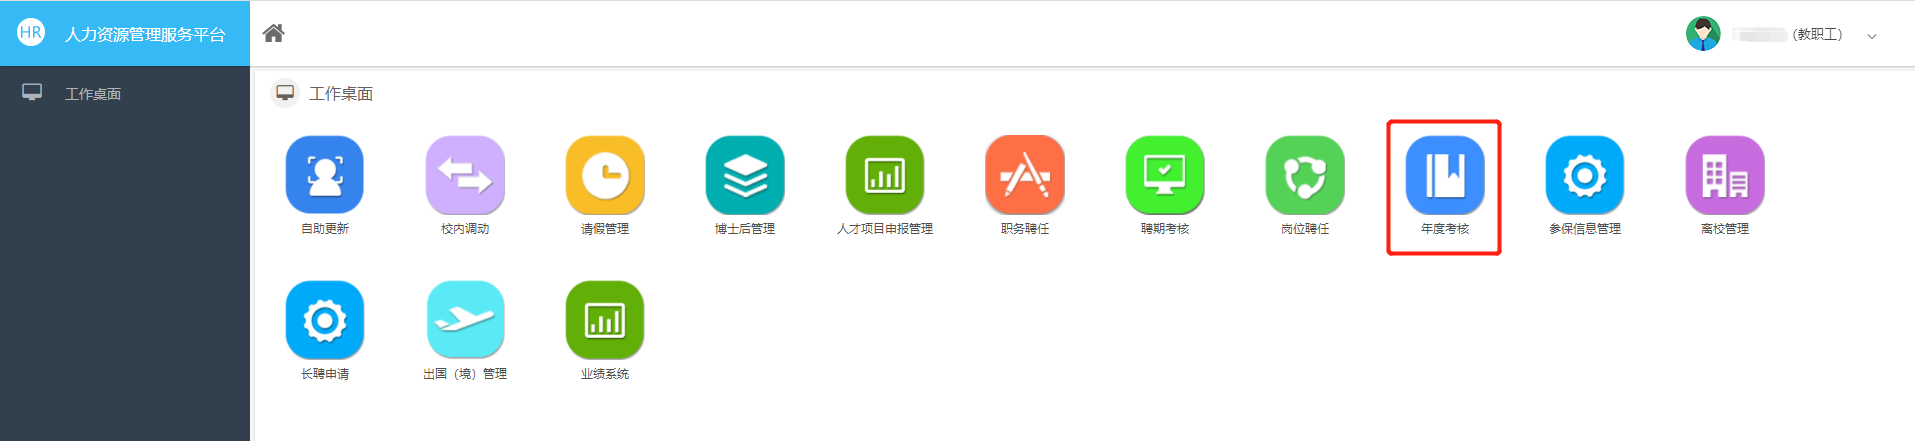 HR 人力资源管理服务平台
(教职工)
工作桌面
工作桌面
自助更新 校内调动 请假管理 博士后管理 人才项目申报管理 职务聘任 聘期考核 岗位聘任 年度考核 参保信息管理 离校管理
长聘申请 出国（境）管理 业绩系统